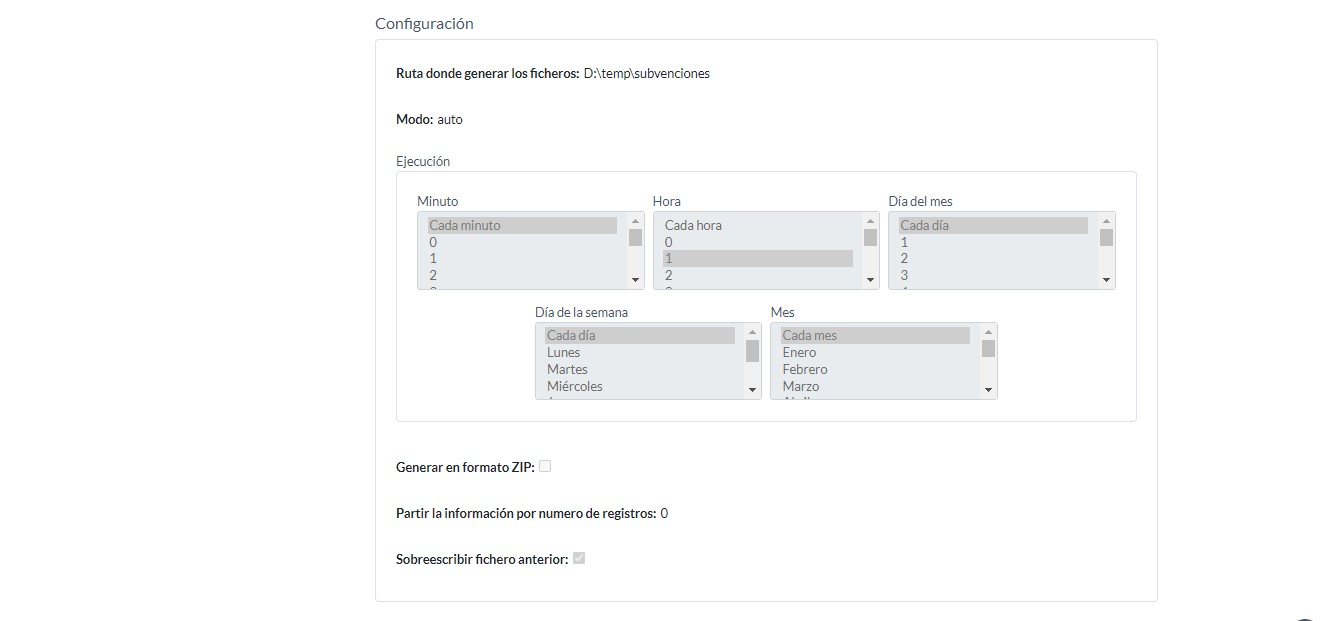 Configuración
Ruta donde generar los ficheros: D:\temp\subvenciones
Modo: auto
Ejecución
Minuto
Cada minuto
0
1
2
Hora
Cada hora
0
1
2
Día del mes
Cada día
1
2
3
Día de la semana
Cada día
Lunes
Martes
Miércoles
Mes
Cada mes
Enero
Febrero
Marzo
Generar en formato ZIP:
Partir la información por numero de registros: 0
Sobreescribir fichero anterior: